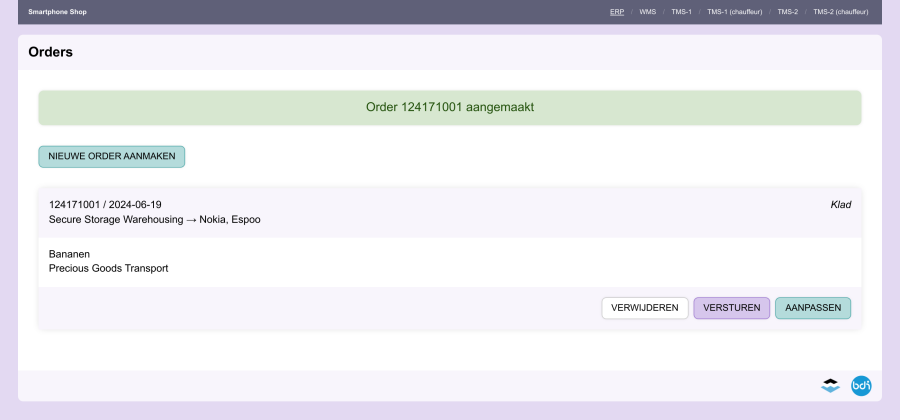 Smartphone Shop
ERP / WMS / TMS-1 / TMS-1 (chauffeur) / TMS-2 / TMS-2 (chauffeur)
Orders
Order 124171001 aangemaakt
NIEUWE ORDER AANMAKEN
124171001 / 2024-06-19
Klad
Secure Storage Warehousing → Nokia, Espoo
Bananen
Precious Goods Transport
VERWIJDEREN
VERSTUREN
AANPASSEN
bdi